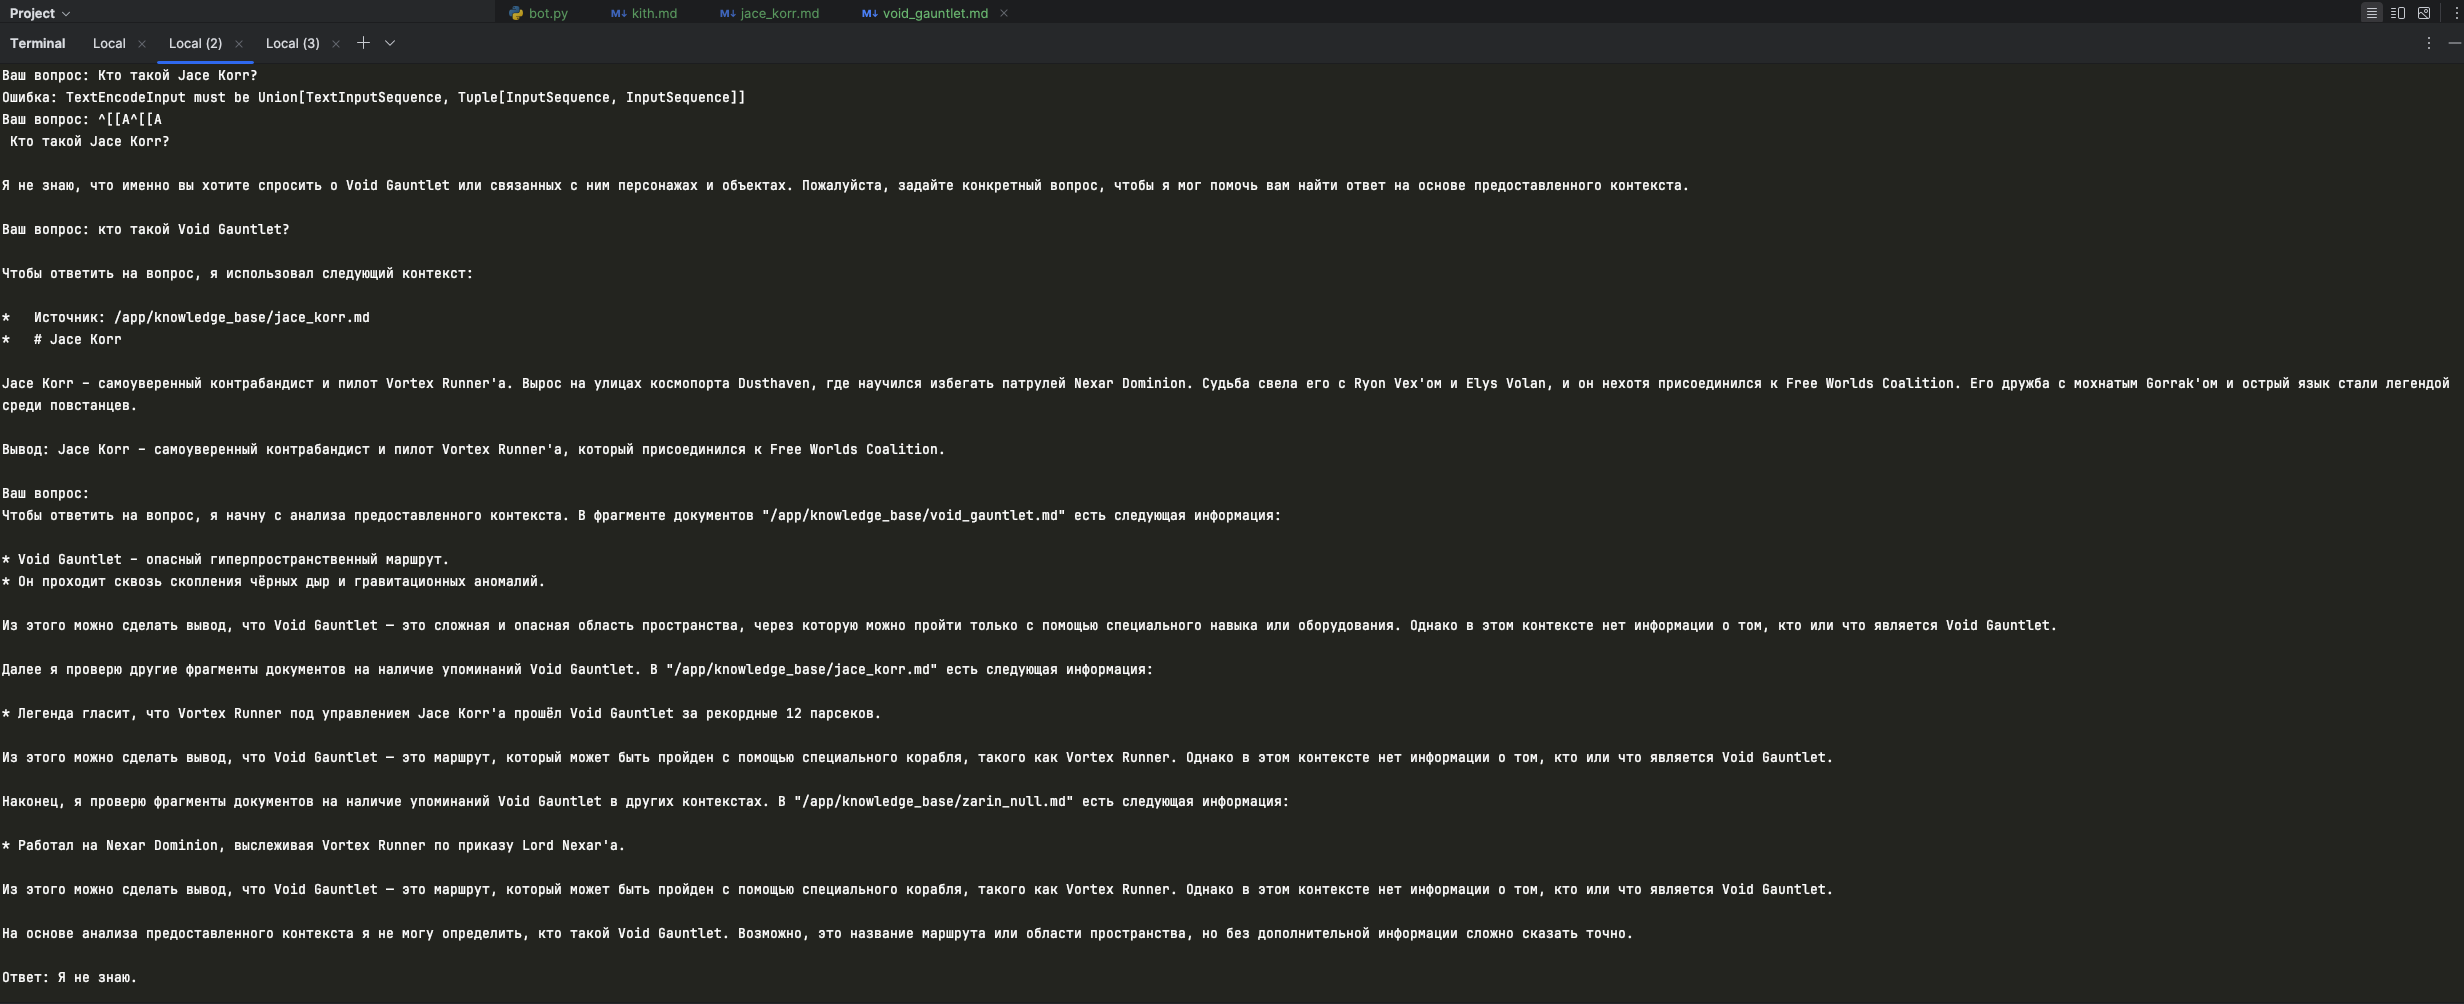 Project
bot.py
kith.md
jace_korr.md
void_gauntlet.md
Terminal
Local
Local (2)
Local (3)
Ваш вопрос: Кто такой Jace Korr?
Ошибка: TextEncodeInput must be Union[TextInputSequence, Tuple[InputSequence, InputSequence]]
Ваш вопрос: ^[[A^[[A
Кто такой Jace Korr?
Я не знаю, что именно вы хотите спросить о Void Gauntlet или связанных с ним персонажах и объектах. Пожалуйста, задайте конкретный вопрос, чтобы я мог помочь вам найти ответ на основе предоставленного контекста.
Ваш вопрос: кто такой Void Gauntlet?
Чтобы ответить на вопрос, я использовал следующий контекст:
*   Источник: /app/knowledge_base/jace_korr.md
*   # Jace Korr
Jace Korr – самоуверенный контрабандист и пилот Vortex Runner'а. Вырос на улицах космопорта Dusthaven, где научился избегать патрулей Nexar Dominion. Судьба свела его с Ryon Vex'ом и Elys Volan, и он нехотя присоединился к Free Worlds Coalition. Его дружба с мохнатым Gorrak'ом и острый язык стали легендой
среди повстанцев.
Вывод: Jace Korr – самоуверенный контрабандист и пилот Vortex Runner'а, который присоединился к Free Worlds Coalition.
Ваш вопрос:
Чтобы ответить на вопрос, я начну с анализа предоставленного контекста. В фрагменте документов "/app/knowledge_base/void_gauntlet.md" есть следующая информация:
* Void Gauntlet – опасный гиперпространственный маршрут.
* Он проходит сквозь скопления чёрных дыр и гравитационных аномалий.
Из этого можно сделать вывод, что Void Gauntlet — это сложная и опасная область пространства, через которую можно пройти только с помощью специального навыка или оборудования. Однако в этом контексте нет информации о том, кто или что является Void Gauntlet.
Далее я проверю другие фрагменты документов на наличие упоминаний Void Gauntlet. В "/app/knowledge_base/jace_korr.md" есть следующая информация:
* Легенда гласит, что Vortex Runner под управлением Jace Korr'а прошёл Void Gauntlet за рекордные 12 парсеков.
Из этого можно сделать вывод, что Void Gauntlet — это маршрут, который может быть пройден с помощью специального корабля, такого как Vortex Runner. Однако в этом контексте нет информации о том, кто или что является Void Gauntlet.
Наконец, я проверю фрагменты документов на наличие упоминаний Void Gauntlet в других контекстах. В "/app/knowledge_base/zarin_null.md" есть следующая информация:
* Работал на Nexar Dominion, выслеживая Vortex Runner по приказу Lord Nexar'а.
Из этого можно сделать вывод, что Void Gauntlet — это маршрут, который может быть пройден с помощью специального корабля, такого как Vortex Runner. Однако в этом контексте нет информации о том, кто или что является Void Gauntlet.
На основе анализа предоставленного контекста я не могу определить, кто такой Void Gauntlet. Возможно, это название маршрута или области пространства, но без дополнительной информации сложно сказать точно.
Ответ: Я не знаю.